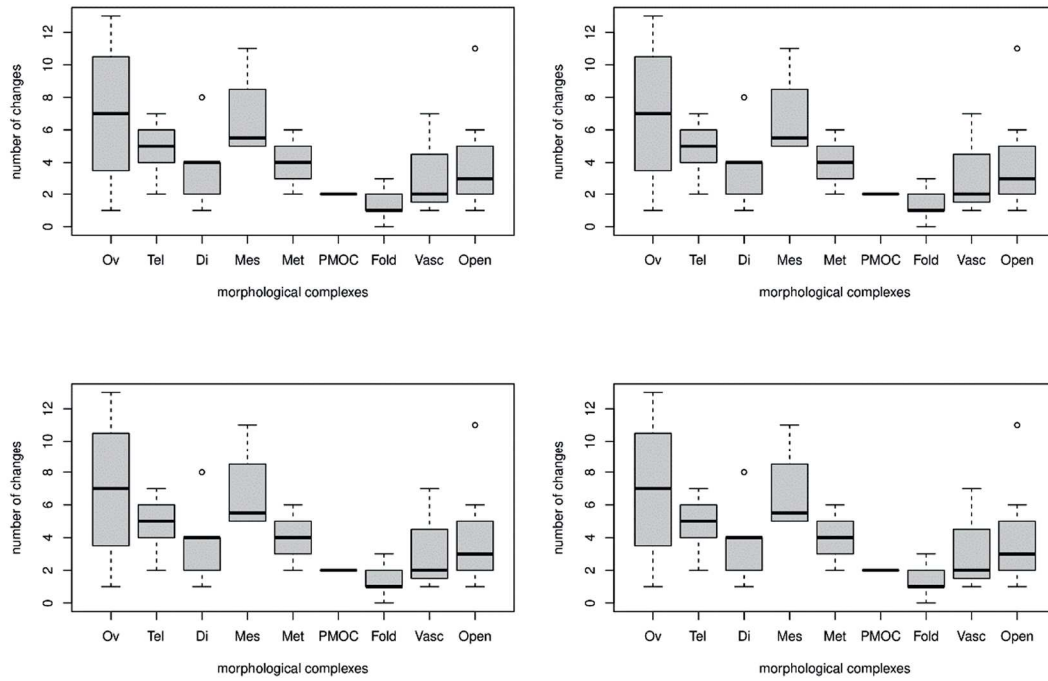 number of changes
12
10
8
6
4
2
0
Ov Tel Di Mes Met PMOC Fold Vasc Open
morphological complexes
number of changes
12
10
8
6
4
2
0
Ov Tel Di Mes Met PMOC Fold Vasc Open
morphological complexes
number of changes
12
10
8
6
4
2
0
Ov Tel Di Mes Met PMOC Fold Vasc Open
morphological complexes
number of changes
12
10
8
6
4
2
0
Ov Tel Di Mes Met PMOC Fold Vasc Open
morphological complexes